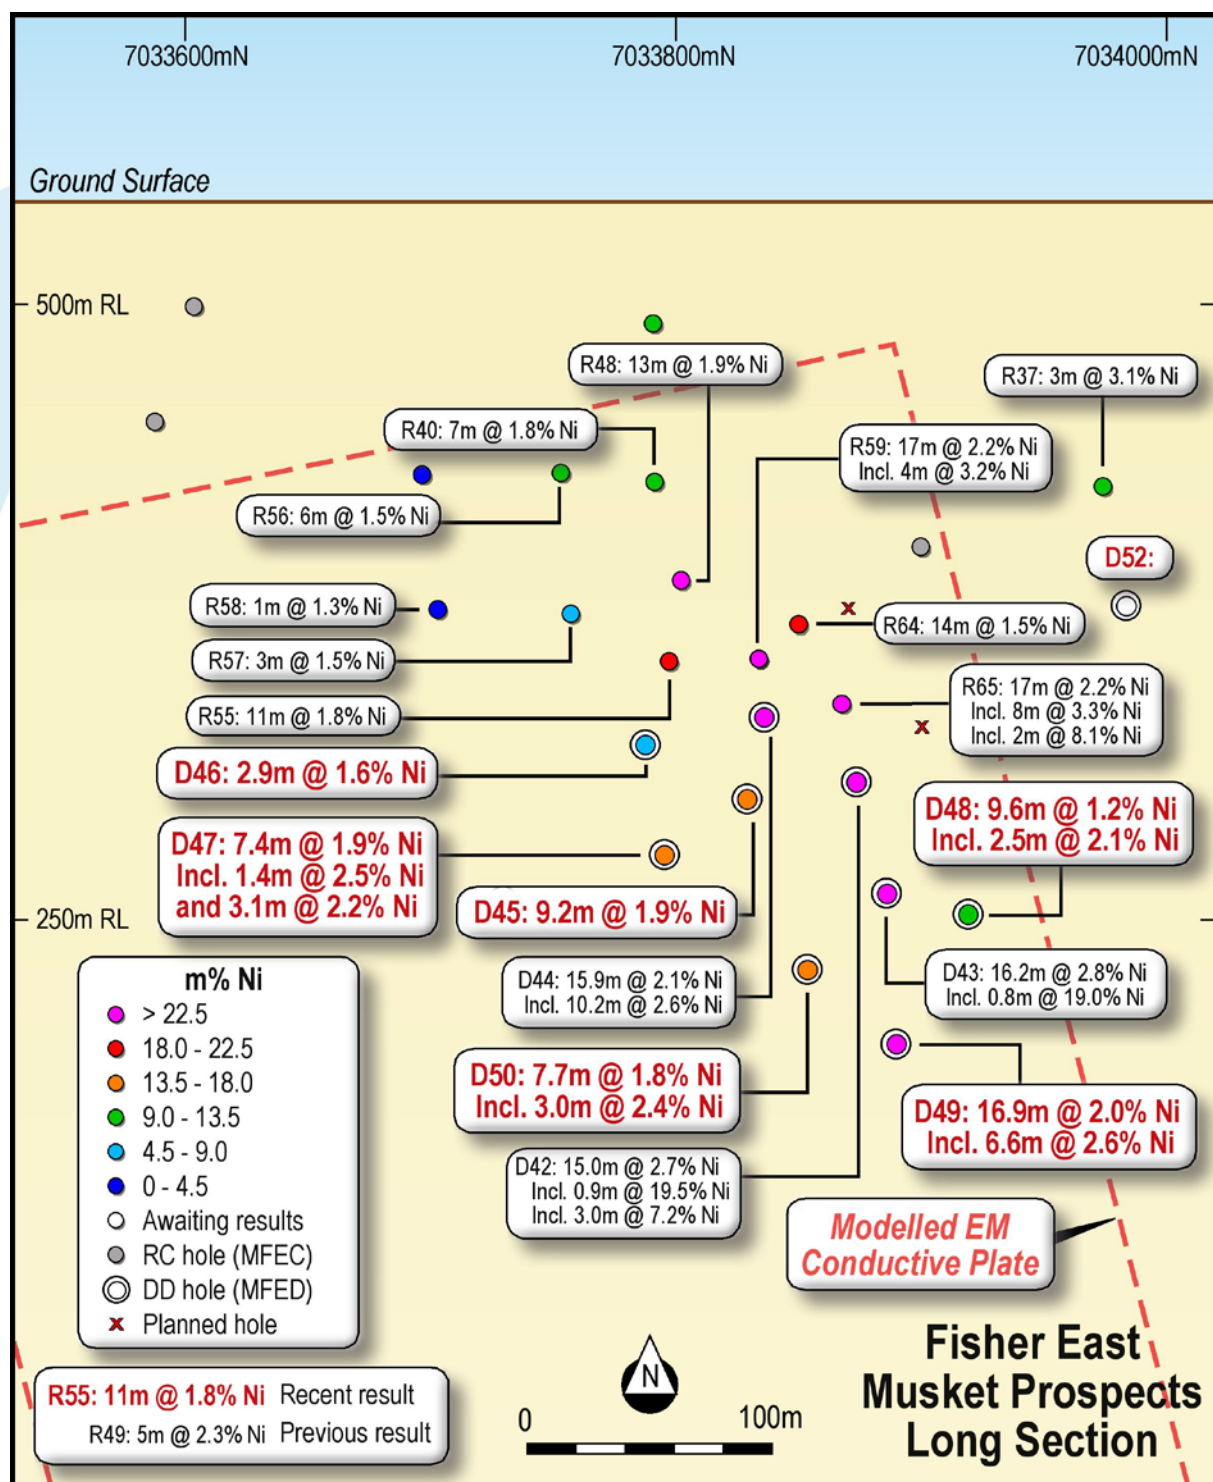 7033600mN
7033800mN
7034000mN
Ground Surface
500m RL
R48: 13m @ 1.9% Ni
R37: 3m @ 3.1% Ni
R40: 7m @ 1.8% Ni
R59: 17m @ 2.2% Ni
Incl. 4m @ 3.2% Ni
R56: 6m @ 1.5% Ni
D52:
R58: 1m @ 1.3% Ni
R64: 14m @ 1.5% Ni
R57: 3m @ 1.5% Ni
R65: 17m @ 2.2% Ni
Incl. 8m @ 3.3% Ni
Incl. 2m @ 8.1% Ni
R55: 11m @ 1.8% Ni
D46: 2.9m @ 1.6% Ni
D48: 9.6m @ 1.2% Ni
Incl. 2.5m @ 2.1% Ni
D47: 7.4m @ 1.9% Ni
Incl. 1.4m @ 2.5% Ni
and 3.1m @ 2.2% Ni
D45: 9.2m @ 1.9% Ni
250m RL
D44: 15.9m @ 2.1% Ni
Incl. 10.2m @ 2.6% Ni
D43: 16.2m @ 2.8% Ni
Incl. 0.8m @ 19.0% Ni
D50: 7.7m @ 1.8% Ni
Incl. 3.0m @ 2.4% Ni
D49: 16.9m @ 2.0% Ni
Incl. 6.6m @ 2.6% Ni
D42: 15.0m @ 2.7% Ni
Incl. 0.9m @ 19.5% Ni
Incl. 3.0m @ 7.2% Ni
m% Ni
> 22.5
18.0 - 22.5
13.5 - 18.0
9.0 - 13.5
4.5 - 9.0
0 - 4.5
Awaiting results
RC hole (MFEC)
DD hole (MFED)
x Planned hole
Modelled EM
Conductive Plate
R55: 11m @ 1.8% Ni Recent result
R49: 5m @ 2.3% Ni Previous result
N
0 100m
Fisher East
Musket Prospects
Long Section